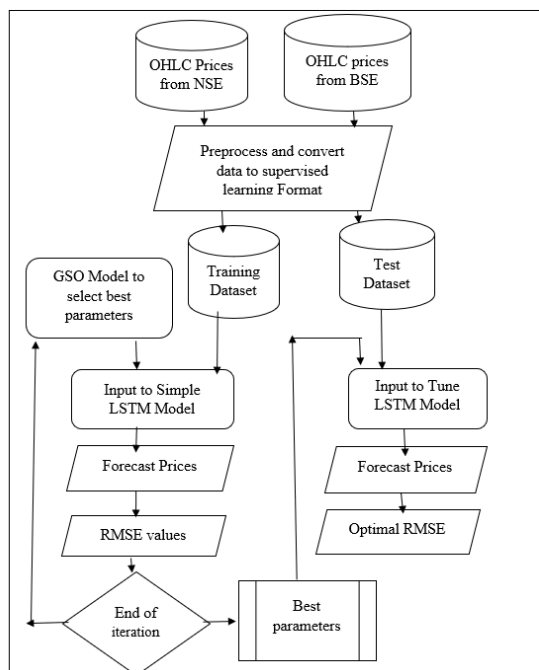 OHLC Prices
from NSE
OHLC prices
from BSE
Preprocess and convert
data to supervised
learning Format
GSO Model to
select best
parameters
Training
Dataset
Test
Dataset
Input to Simple
LSTM Model
Input to Tune
LSTM Model
Forecast Prices
Forecast Prices
RMSE values
Optimal RMSE
End of
iteration
Best
parameters